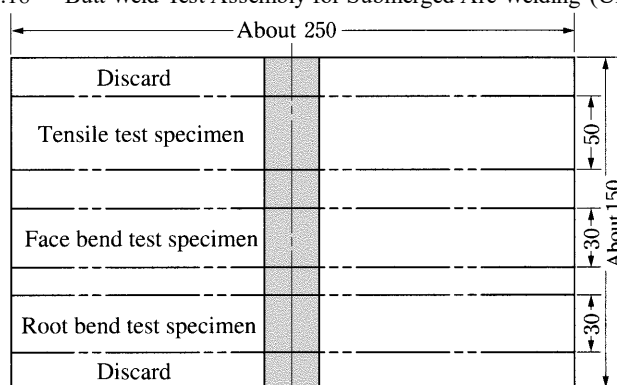 Butt Weld Test Assembly for Submerged Arc Welding
About 250
Discard
Tensile test specimen
50
Face bend test specimen
30
About 150
Root bend test specimen
30
Discard